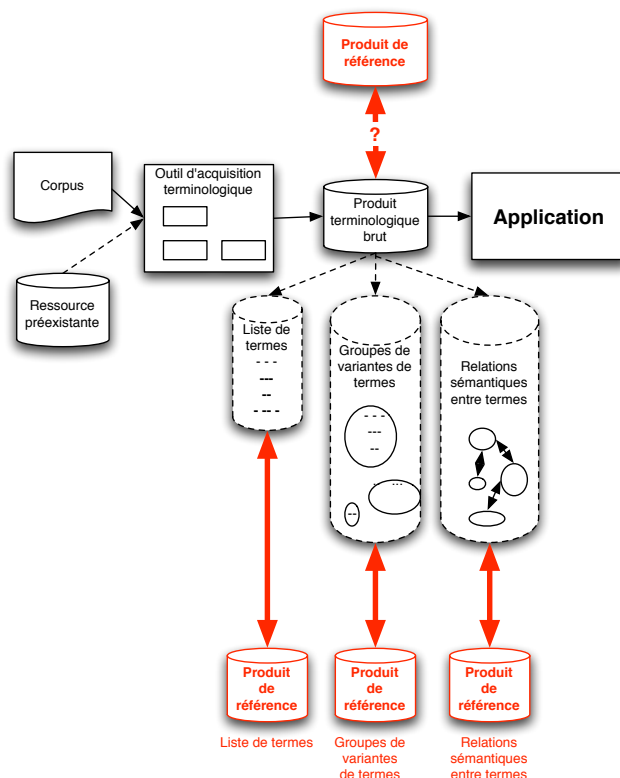 Produit de
référence
?
Corpus
Outil d'acquisition
terminologique
Produit
terminologique
brut
Application
Ressource
préexistante
Liste de
termes
Groupes de
variantes de
termes
Relations
sémantiques
entre termes
Produit
de
référence
Produit
de
référence
Produit
de
référence
Liste de termes
Groupes de
variantes
de termes
Relations
sémantiques
entre termes